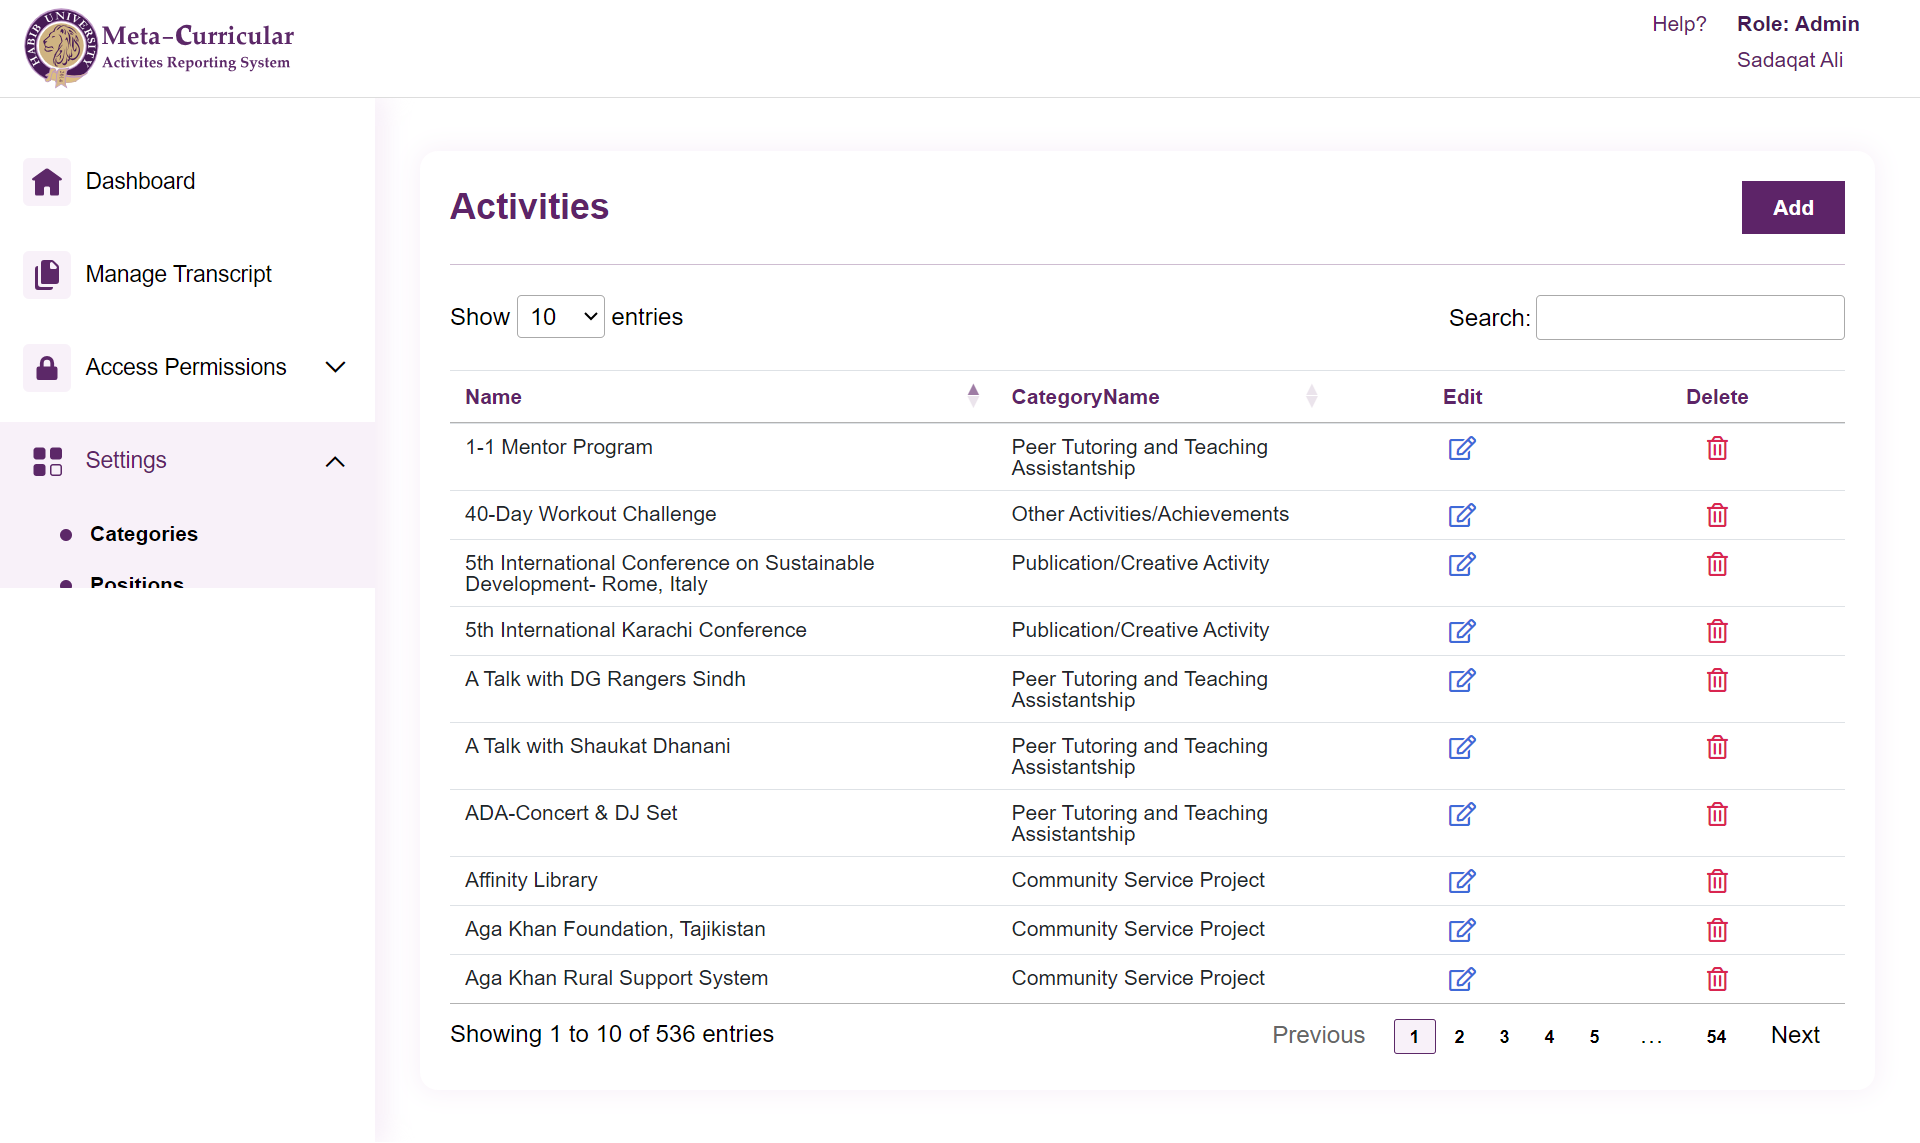 HABIB UNIVERSITY
Meta-Curricular
Activites Reporting System
Help?
Role: Admin
Sadaqat Ali
Dashboard
Manage Transcript
Access Permissions
Settings
Categories
Positions
Activities
Add
Show 10 entries
Search:
Name CategoryName Edit Delete
1-1 Mentor Program
Peer Tutoring and Teaching
Assistantship
40-Day Workout Challenge
Other Activities/Achievements
5th International Conference on Sustainable
Development- Rome, Italy
Publication/Creative Activity
5th International Karachi Conference
Publication/Creative Activity
A Talk with DG Rangers Sindh
Peer Tutoring and Teaching
Assistantship
A Talk with Shaukat Dhanani
Peer Tutoring and Teaching
Assistantship
ADA-Concert & DJ Set
Peer Tutoring and Teaching
Assistantship
Affinity Library
Community Service Project
Aga Khan Foundation, Tajikistan
Community Service Project
Aga Khan Rural Support System
Community Service Project
Showing 1 to 10 of 536 entries
Previous 1 2 3 4 5 ... 54 Next